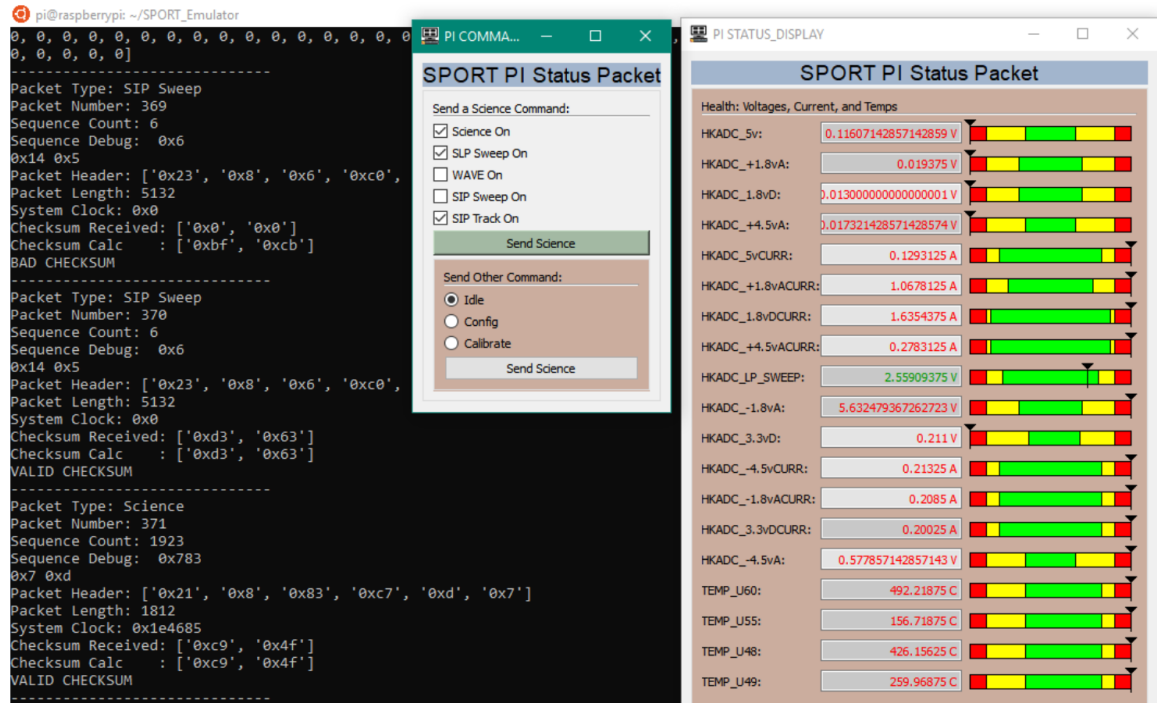 pi@raspberrypi: ~/SPORT_Emulator
0, 0, 0, 0, 0, 0, 0, 0, 0, 0, 0, 0, 0, 0, 0, 0
0, 0, 0, 0, 0]
------------------------------
Packet Type: SIP Sweep
Packet Number: 369
Sequence Count: 6
Sequence Debug:  0x6
0x14 0x5
Packet Header: ['0x23', '0x8', '0x6', '0xc0',
Packet Length: 5132
System Clock: 0x0
Checksum Received: ['0x0', '0x0']
Checksum Calc    : ['0xbf', '0xcb']
BAD CHECKSUM
------------------------------
Packet Type: SIP Sweep
Packet Number: 370
Sequence Count: 6
Sequence Debug:  0x6
0x14 0x5
Packet Header: ['0x23', '0x8', '0x6', '0xc0',
Packet Length: 5132
System Clock: 0x0
Checksum Received: ['0xd3', '0x63']
Checksum Calc    : ['0xd3', '0x63']
VALID CHECKSUM
------------------------------
Packet Type: Science
Packet Number: 371
Sequence Count: 1923
Sequence Debug:  0x783
0x7 0xd
Packet Header: ['0x21', '0x8', '0x83', '0xc7', '0xd', '0x7']
Packet Length: 1812
System Clock: 0x1e4685
Checksum Received: ['0xc9', '0x4f']
Checksum Calc    : ['0xc9', '0x4f']
VALID CHECKSUM
------------------------------
PI COMMA...
SPORT PI Status Packet
Send a Science Command:
Science On
SLP Sweep On
WAVE On
SIP Sweep On
SIP Track On
Send Science
Send Other Command:
Idle
Config
Calibrate
Send Science
PI STATUS_DISPLAY
SPORT PI Status Packet
Health: Voltages, Current, and Temps
HKADC_5v: 0.11607142857142859 V
HKADC_+1.8vA: 0.019375 V
HKADC_1.8vD: 0.013000000000000001 V
HKADC_+4.5vA: 0.017321428571428574 V
HKADC_5vCURR: 0.1293125 A
HKADC_+1.8vACURR: 1.0678125 A
HKADC_1.8vDCURR: 1.6354375 A
HKADC_+4.5vACURR: 0.2783125 A
HKADC_LP_SWEEP: 2.55909375 V
HKADC_-1.8vA: 5.632479367262723 V
HKADC_3.3vD: 0.211 V
HKADC_-4.5vCURR: 0.21325 A
HKADC_-1.8vACURR: 0.2085 A
HKADC_3.3vDCURR: 0.20025 A
HKADC_-4.5vA: 0.577857142857143 V
TEMP_U60: 492.21875 C
TEMP_U55: 156.71875 C
TEMP_U48: 426.15625 C
TEMP_U49: 259.96875 C